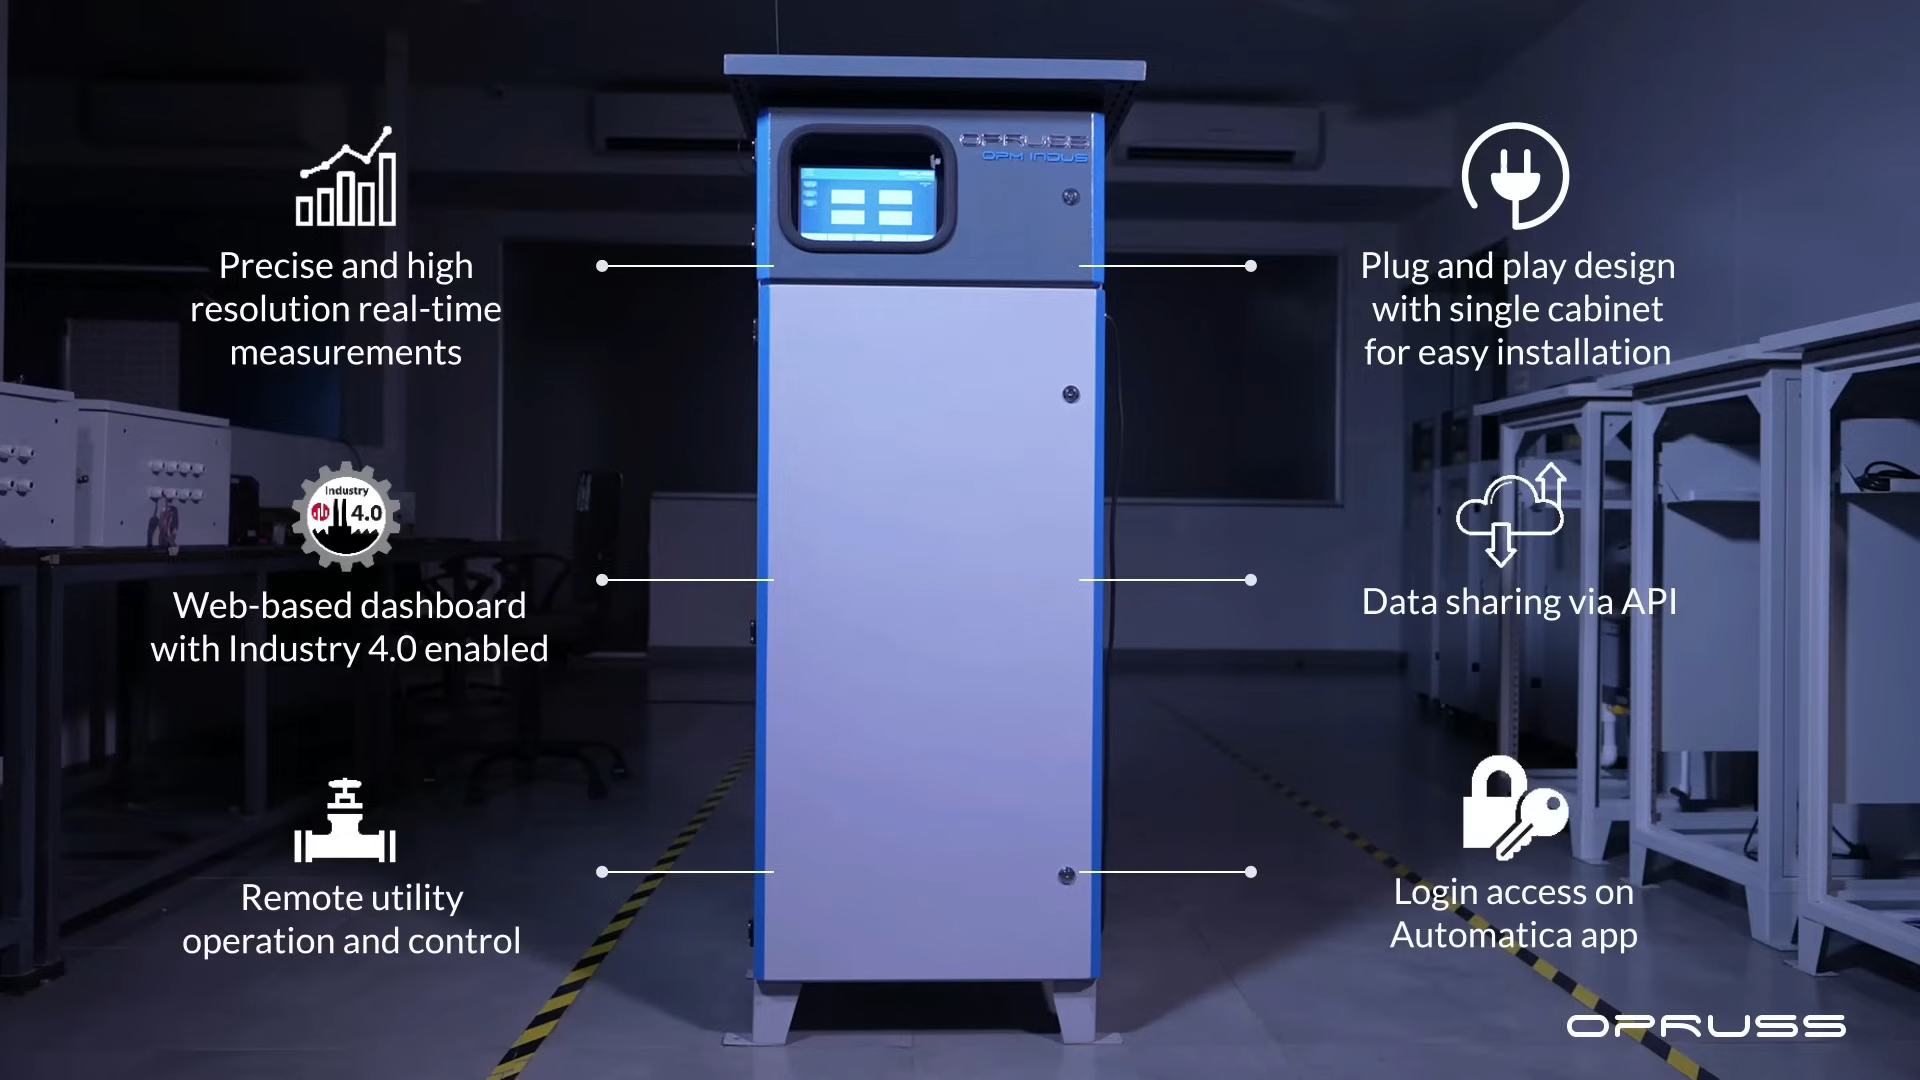 OPRUSS
OPM INDUS
Precise and high
resolution real-time
measurements
Plug and play design
with single cabinet
for easy installation
Industry
4.0
Web-based dashboard
with Industry 4.0 enabled
Data sharing via API
Remote utility
operation and control
Login access on
Automatica app
OPRUSS